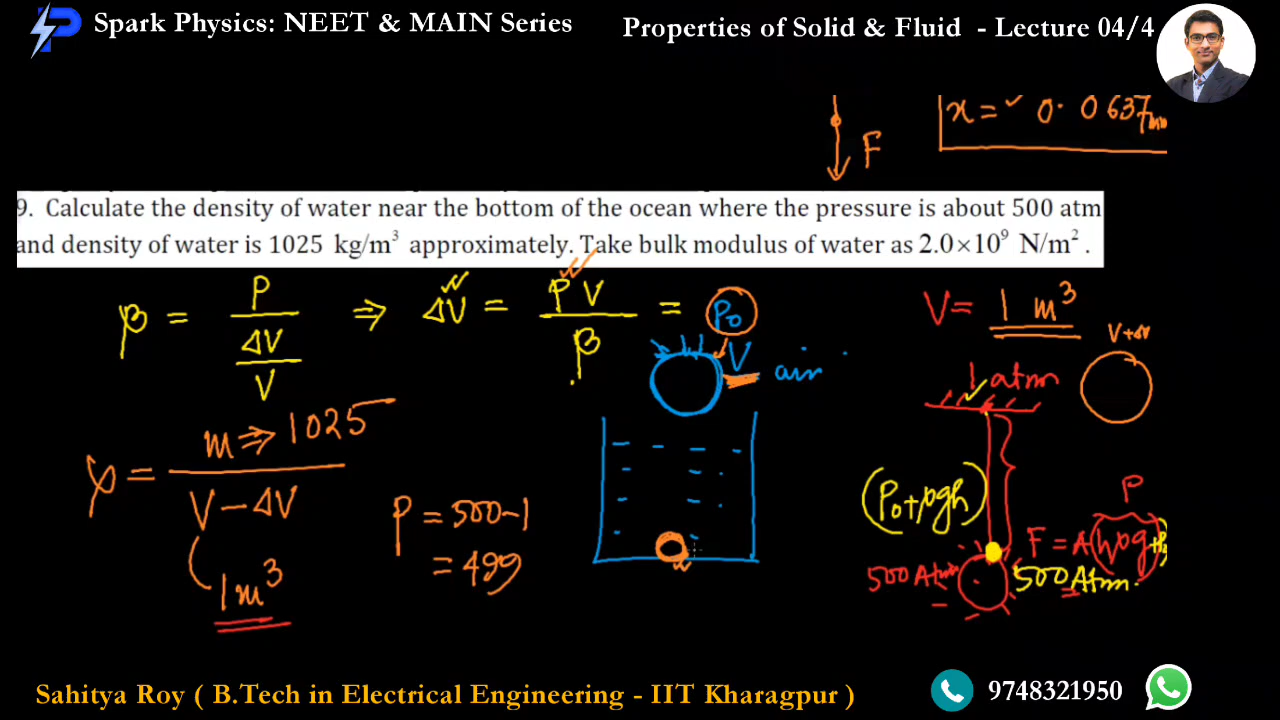 Spark Physics: NEET & MAIN Series
Properties of Solid & Fluid - Lecture 04/4
F
x = 0.0637mm
9. Calculate the density of water near the bottom of the ocean where the pressure is about 500 atm
and density of water is 1025 kg/m³ approximately. Take bulk modulus of water as 2.0×10⁹ N/m².
β = P / (ΔV / V) ⇒ ΔV = PV / β = P₀
V = 1 m³
V
air
V+ΔV
1 atm
ρ = m ⇒ 1025 / V - ΔV
1m³
P = 500-1
= 499
(P₀+ρgh)
P
F = A(hρg+P₀
500 Atm
500 Atm.
Sahitya Roy ( B.Tech in Electrical Engineering - IIT Kharagpur )
9748321950